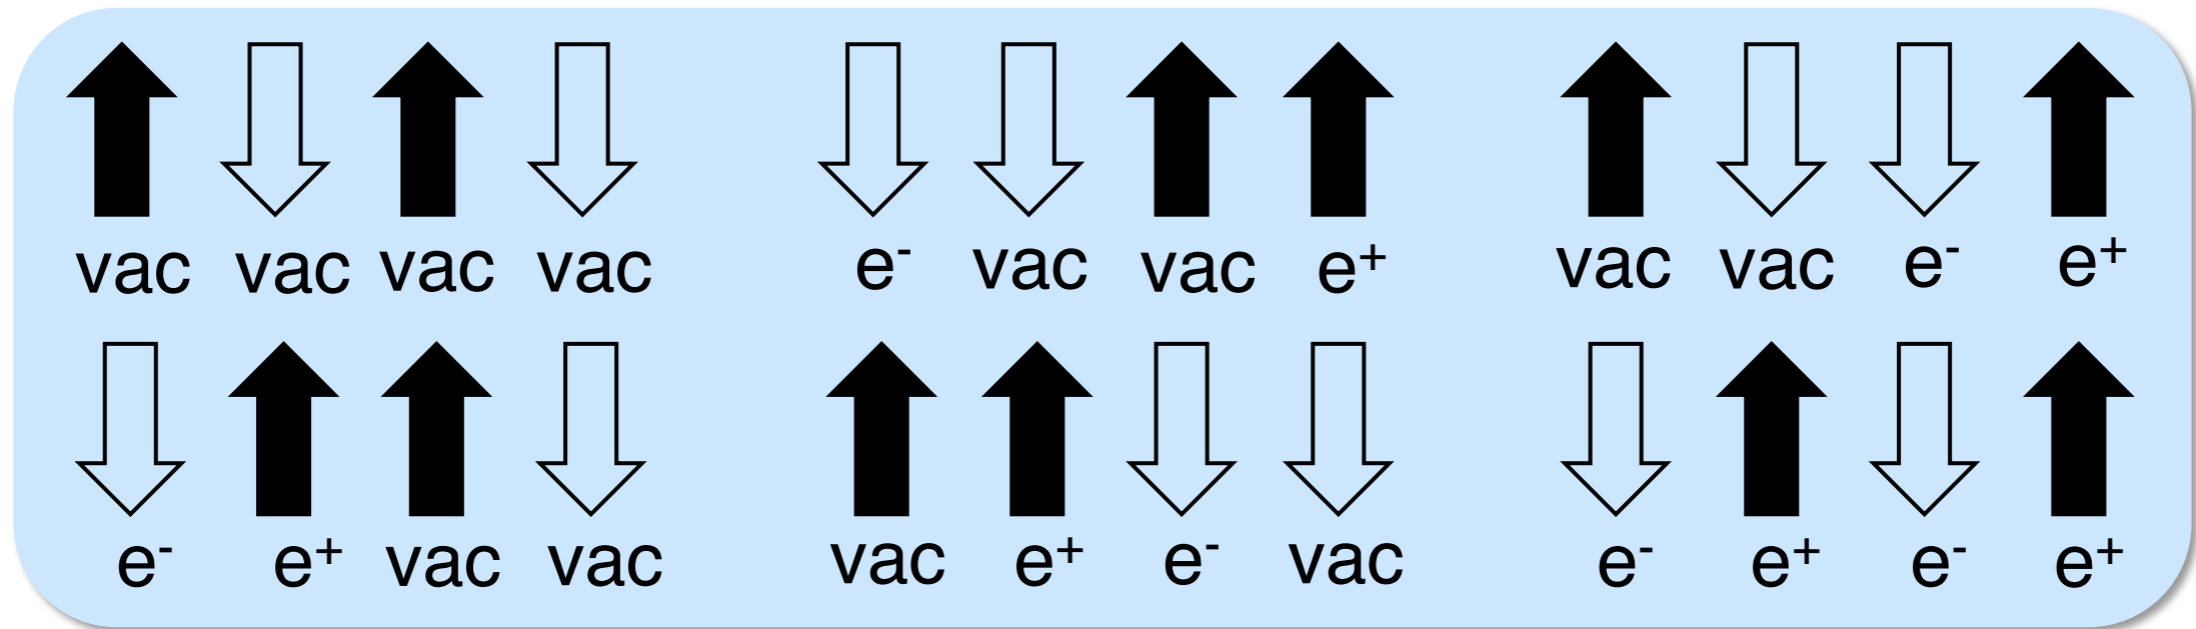 vac vac vac vac e⁻ vac vac e⁺ vac vac e⁻ e⁺
e⁻ e⁺ vac vac vac e⁺ e⁻ vac e⁻ e⁺ e⁻ e⁺